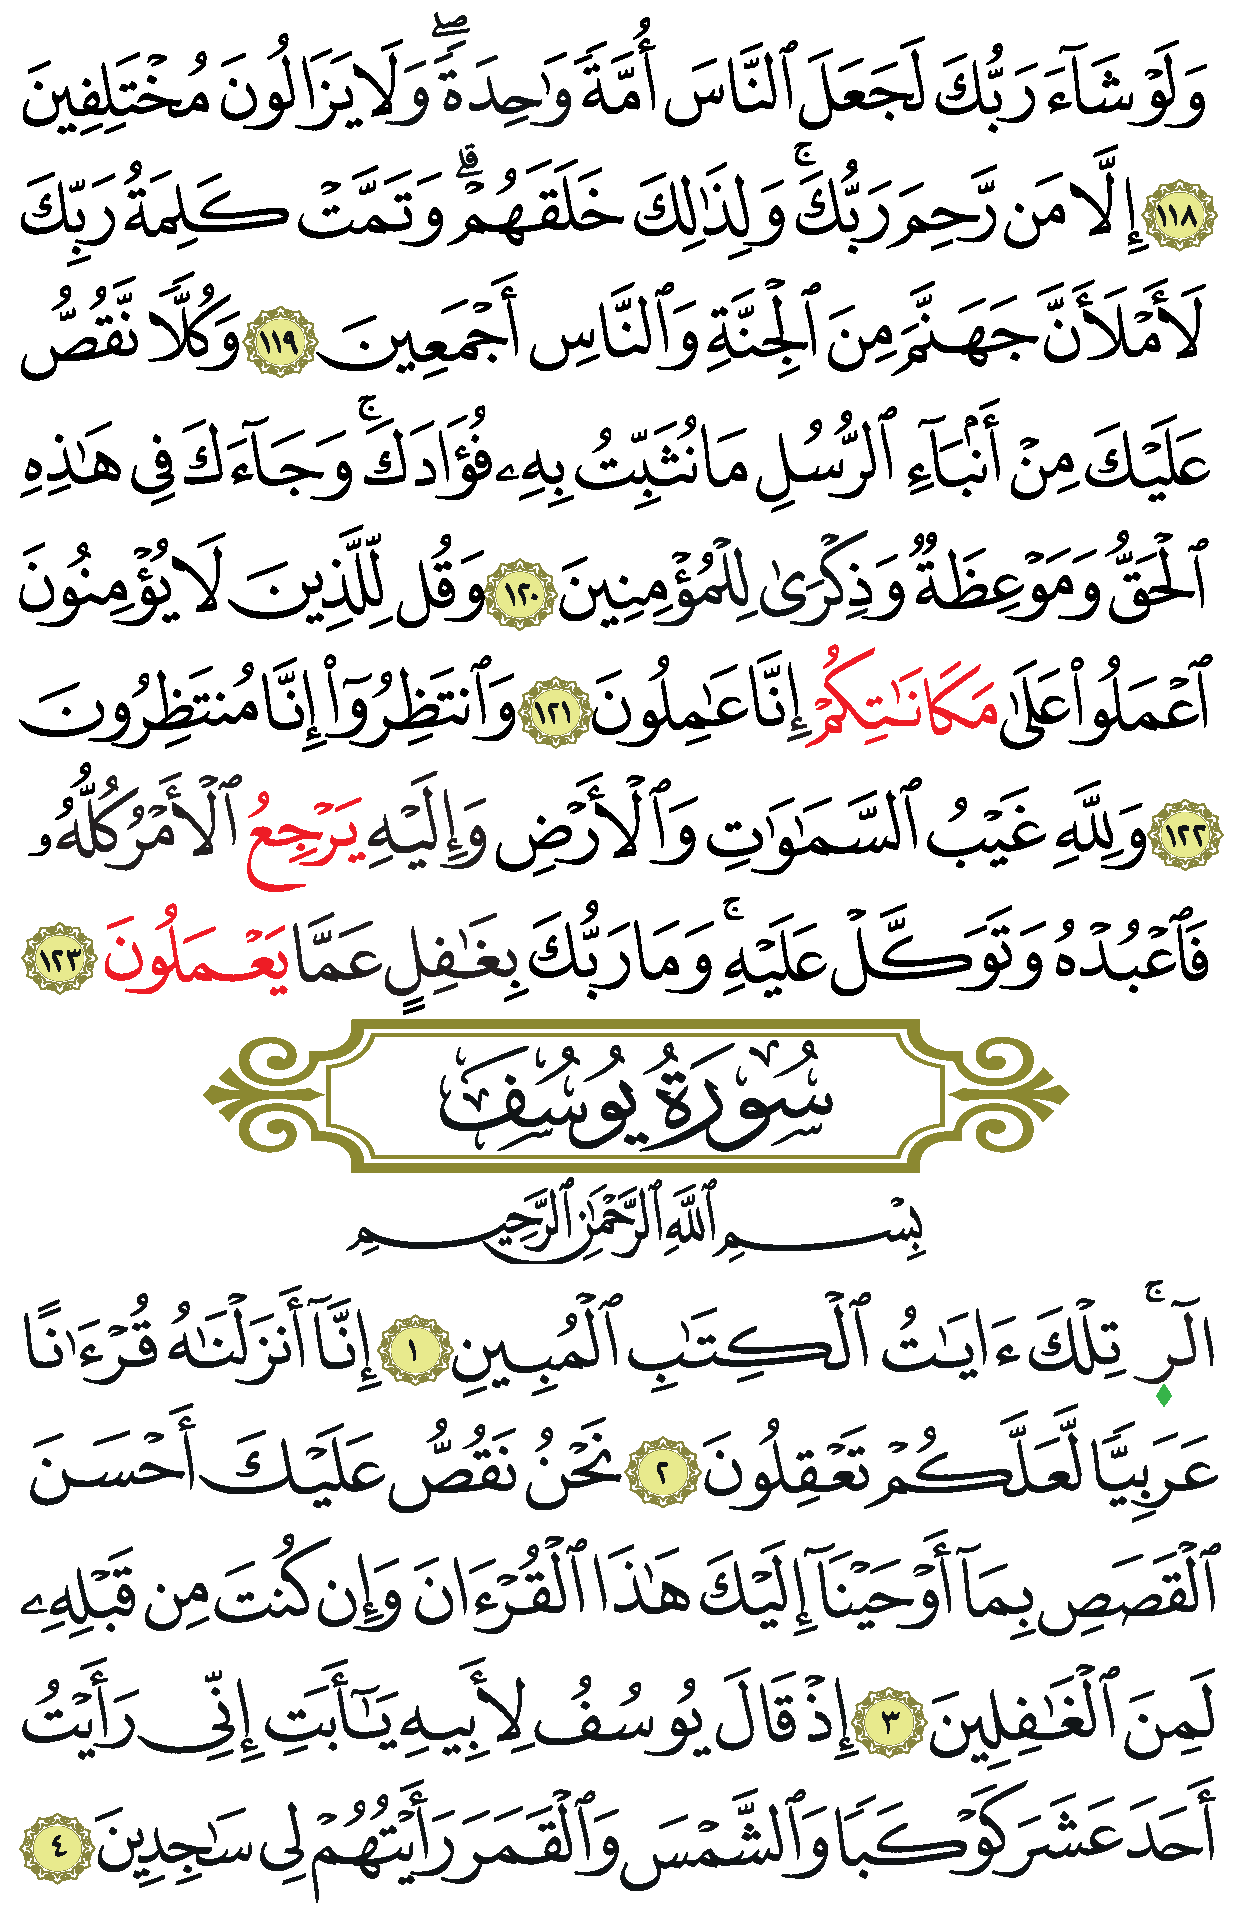 وَلَوْ شَآءَ رَبُّكَ لَجَعَلَ ٱلنَّاسَ أُمَّةً وَٰحِدَةً ۖ وَلَا يَزَالُونَ مُخْتَلِفِينَ
١١٨ إِلَّا مَن رَّحِمَ رَبُّكَ ۚ وَلِذَٰلِكَ خَلَقَهُمْ ۗ وَتَمَّتْ كَلِمَةُ رَبِّكَ
لَأَمْلَأَنَّ جَهَنَّمَ مِنَ ٱلْجِنَّةِ وَٱلنَّاسِ أَجْمَعِينَ ١١٩ وَكُلًّا نَّقُصُّ
عَلَيْكَ مِنْ أَنۢبَآءِ ٱلرُّسُلِ مَا نُثَبِّتُ بِهِۦ فُؤَادَكَ ۚ وَجَآءَكَ فِى هَٰذِهِ
ٱلْحَقُّ وَمَوْعِظَةٌ وَذِكْرَىٰ لِلْمُؤْمِنِينَ ١٢٠ وَقُل لِّلَّذِينَ لَا يُؤْمِنُونَ
ٱعْمَلُوا۟ عَلَىٰ مَكَانَٰتِكُمْ إِنَّا عَٰمِلُونَ ١٢١ وَٱنتَظِرُوٓا۟ إِنَّا مُنتَظِرُونَ
١٢٢ وَلِلَّهِ غَيْبُ ٱلسَّمَٰوَٰتِ وَٱلْأَرْضِ وَإِلَيْهِ يَرْجِعُ ٱلْأَمْرُ كُلُّهُۥ
فَٱعْبُدْهُ وَتَوَكَّلْ عَلَيْهِ ۚ وَمَا رَبُّكَ بِغَٰفِلٍ عَمَّا يَعْمَلُونَ ١٢٣
سُورَةُ يُوسُفَ
بِسْمِ ٱللَّهِ ٱلرَّحْمَٰنِ ٱلرَّحِيمِ
الٓر ۚ تِلْكَ ءَايَٰتُ ٱلْكِتَٰبِ ٱلْمُبِينِ ١ إِنَّآ أَنزَلْنَٰهُ قُرْءَٰنًا
عَرَبِيًّا لَّعَلَّكُمْ تَعْقِلُونَ ٢ نَحْنُ نَقُصُّ عَلَيْكَ أَحْسَنَ
ٱلْقَصَصِ بِمَآ أَوْحَيْنَآ إِلَيْكَ هَٰذَا ٱلْقُرْءَانَ وَإِن كُنتَ مِن قَبْلِهِۦ
لَمِنَ ٱلْغَٰفِلِينَ ٣ إِذْ قَالَ يُوسُفُ لِأَبِيهِ يَٰٓأَبَتِ إِنِّى رَأَيْتُ
أَحَدَ عَشَرَ كَوْكَبًا وَٱلشَّمْسَ وَٱلْقَمَرَ رَأَيْتُهُمْ لِى سَٰجِدِينَ ٤